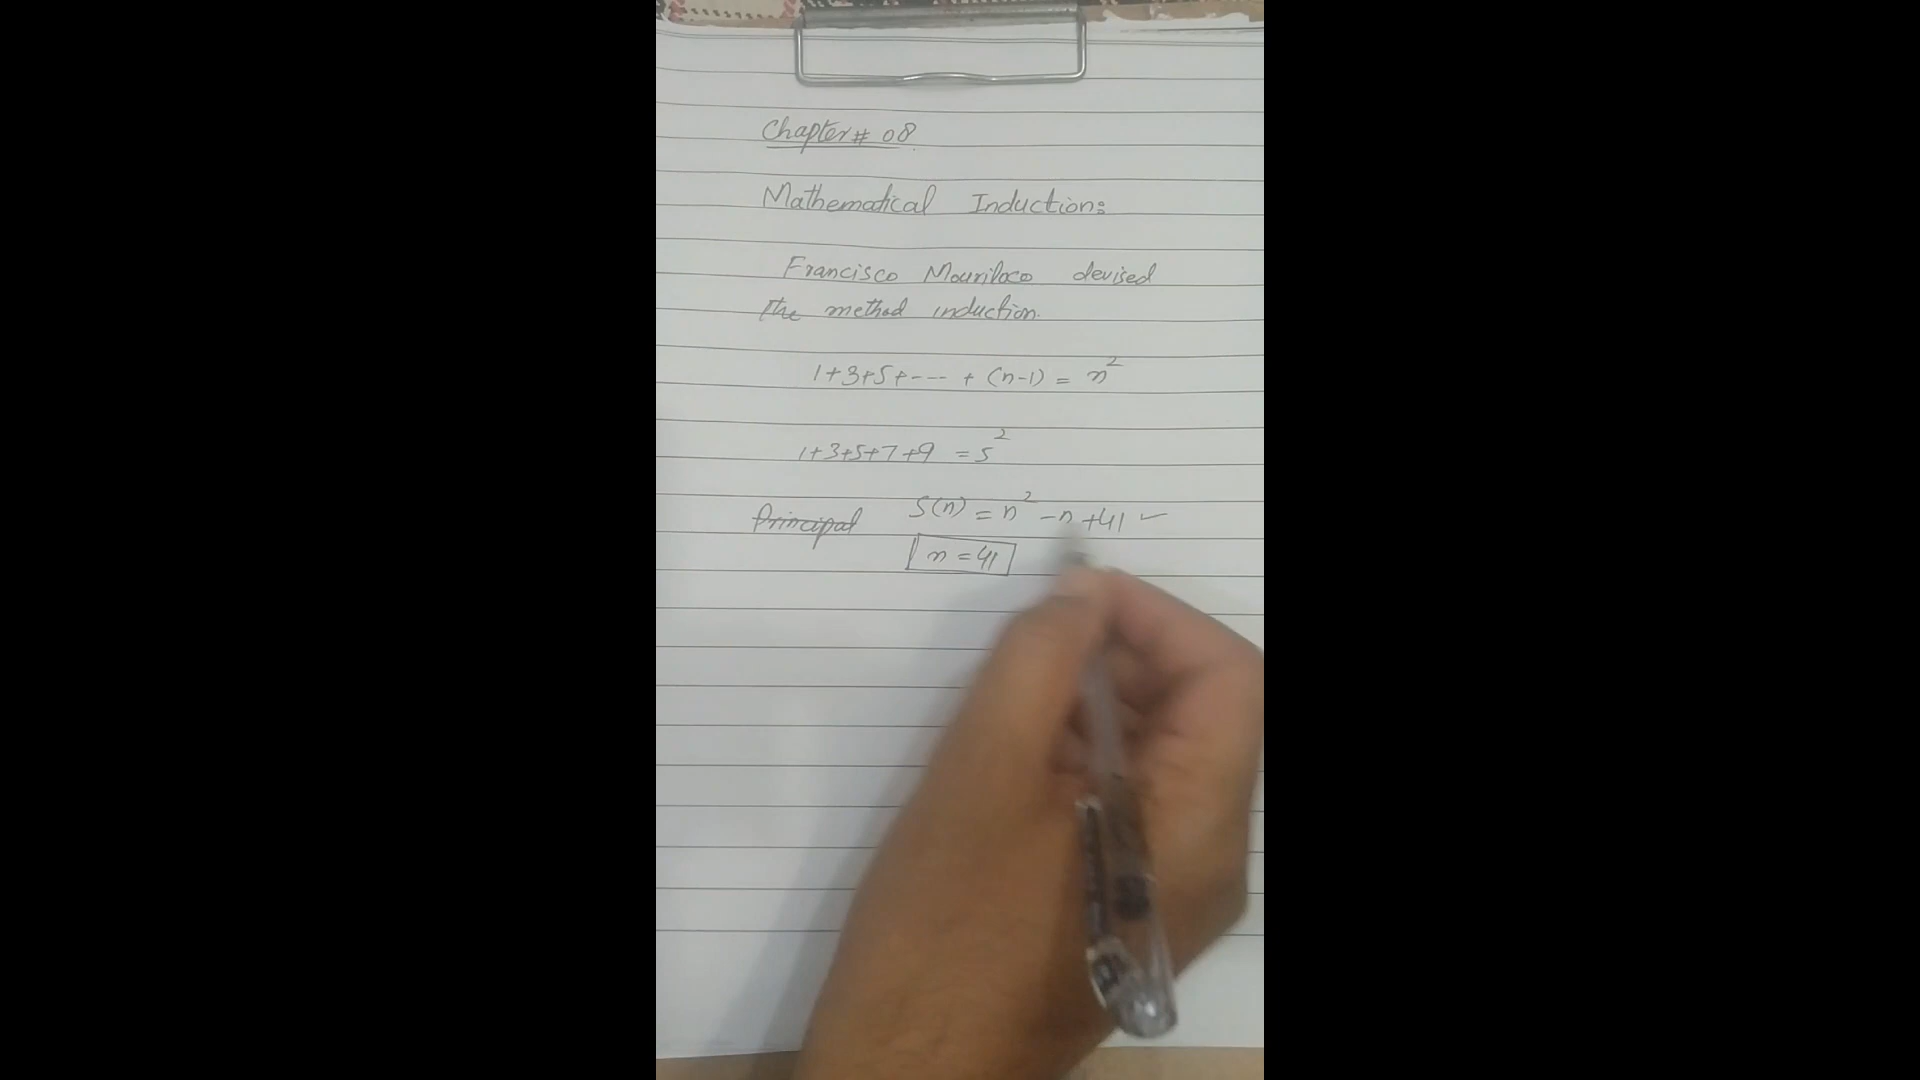 Chapter # 08
Mathematical Induction:
Francisco Mouriloco devised
the method induction.
1+3+5+---- + (n-1) = n²
1+3+5+7+9 = 5²
Principal S(n) = n² - n + 41 ✓
n = 41